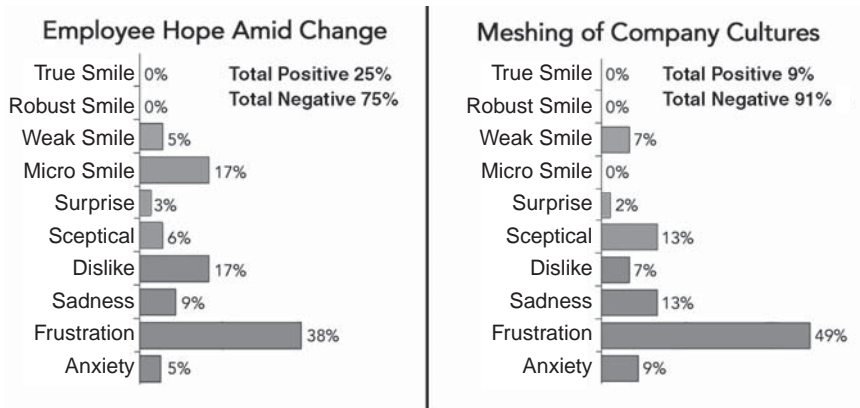 Employee Hope Amid Change
Total Positive 25%
Total Negative 75%
True Smile 0%
Robust Smile 0%
Weak Smile 5%
Micro Smile 17%
Surprise 3%
Sceptical 6%
Dislike 17%
Sadness 9%
Frustration 38%
Anxiety 5%
Meshing of Company Cultures
Total Positive 9%
Total Negative 91%
True Smile 0%
Robust Smile 0%
Weak Smile 7%
Micro Smile 0%
Surprise 2%
Sceptical 13%
Dislike 7%
Sadness 13%
Frustration 49%
Anxiety 9%